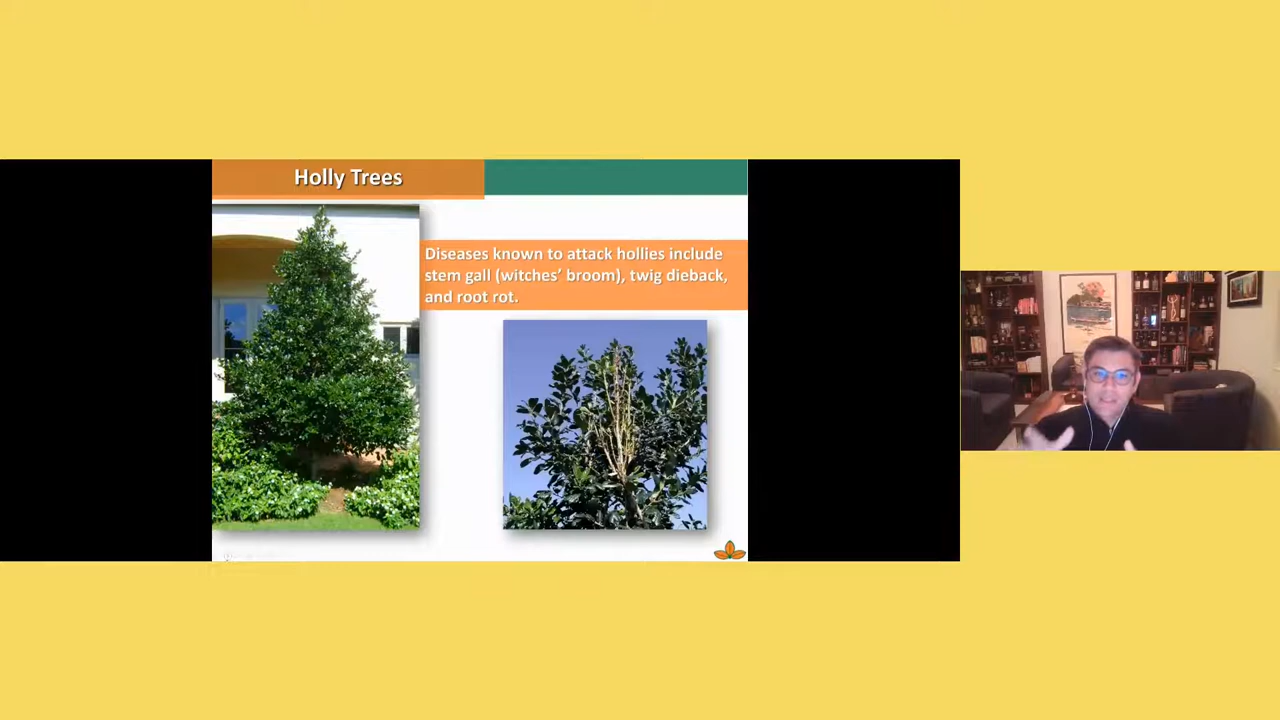 Holly Trees
Diseases known to attack hollies include
stem gall (witches’ broom), twig dieback,
and root rot.